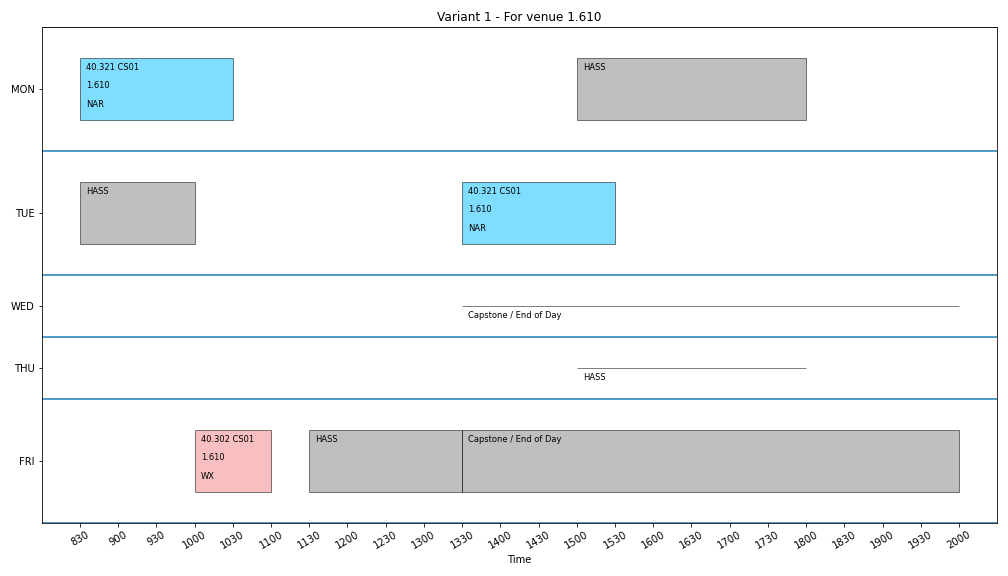 Variant 1 - For venue 1.610
MON
40.321 CS01
1.610
NAR
HASS
TUE
HASS
40.321 CS01
1.610
NAR
WED
Capstone / End of Day
THU
HASS
FRI
40.302 CS01
1.610
WX
HASS
Capstone / End of Day
830 900 930 1000 1030 1100 1130 1200 1230 1300 1330 1430 1500 1530 1600 1630 1700 1730 1800 1830 1900 1930 2000
Time